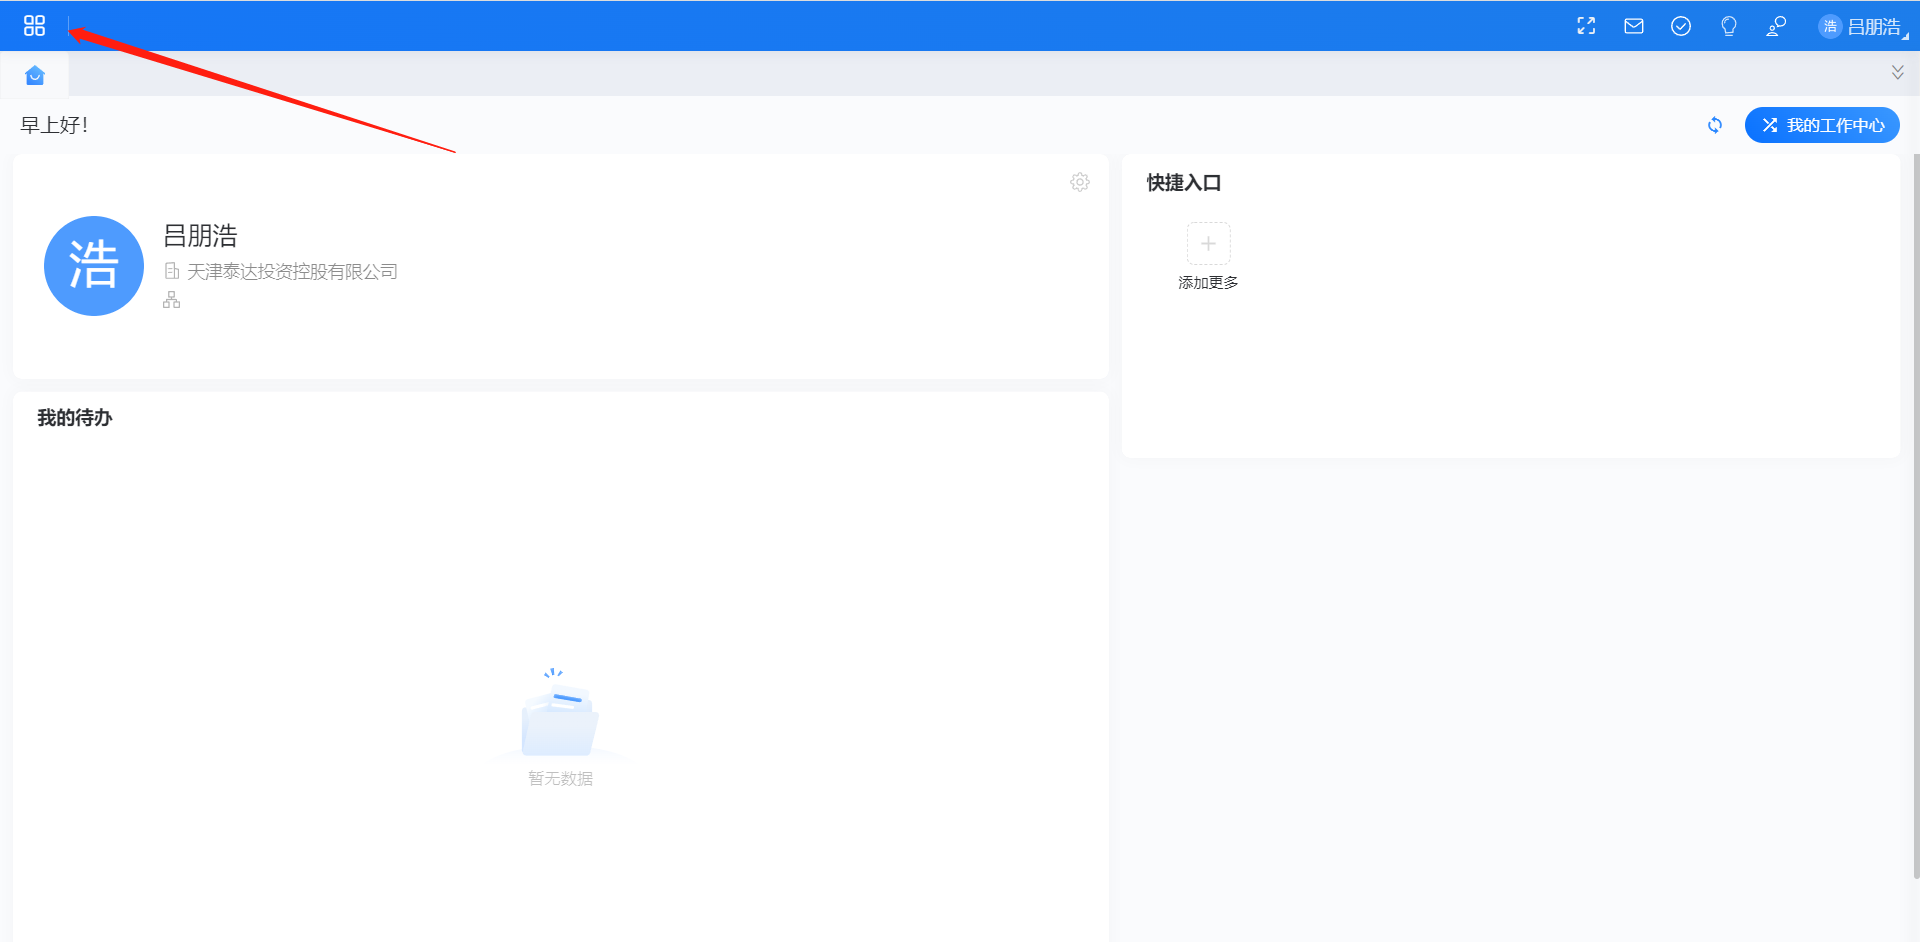 浩 吕朋浩
早上好!
我的工作中心
浩
吕朋浩
天津泰达投资控股有限公司
快捷入口
添加更多
我的待办
暂无数据